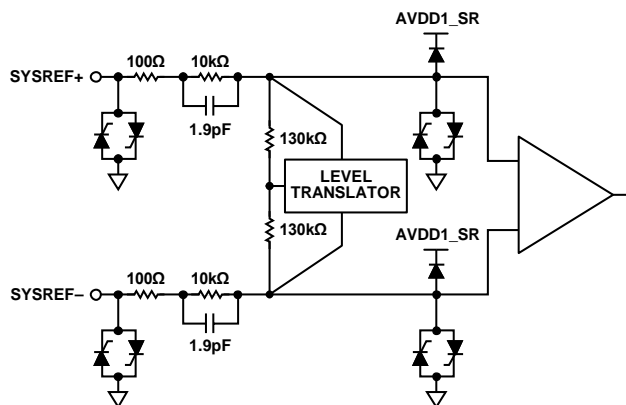 AVDD1_SR
100Ω 10kΩ
SYSREF+
1.9pF
130kΩ
LEVEL
TRANSLATOR
130kΩ
AVDD1_SR
100Ω 10kΩ
SYSREF−
1.9pF